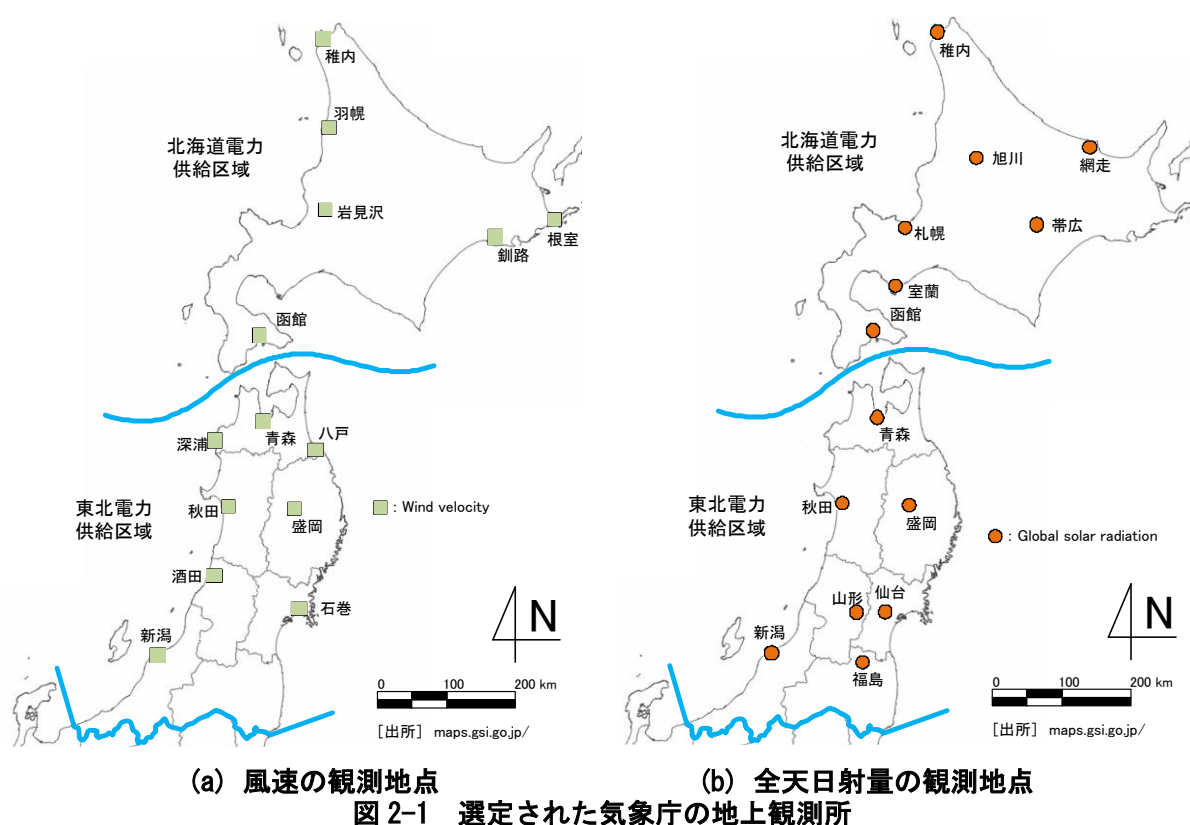 稚内
羽幌
北海道電力
供給区域
岩見沢
根室
釧路
函館
深浦
青森
八戸
東北電力
供給区域
秋田
盛岡
: Wind velocity
酒田
石巻
新潟
N
0 100 200 km
[出所] maps.gsi.go.jp/
(a) 風速の観測地点
稚内
北海道電力
供給区域
旭川
網走
札幌
帯広
室蘭
函館
青森
東北電力
供給区域
秋田
盛岡
: Global solar radiation
山形
仙台
新潟
福島
N
0 100 200 km
[出所] maps.gsi.go.jp/
(b) 全天日射量の観測地点
図 2-1 選定された気象庁の地上観測所